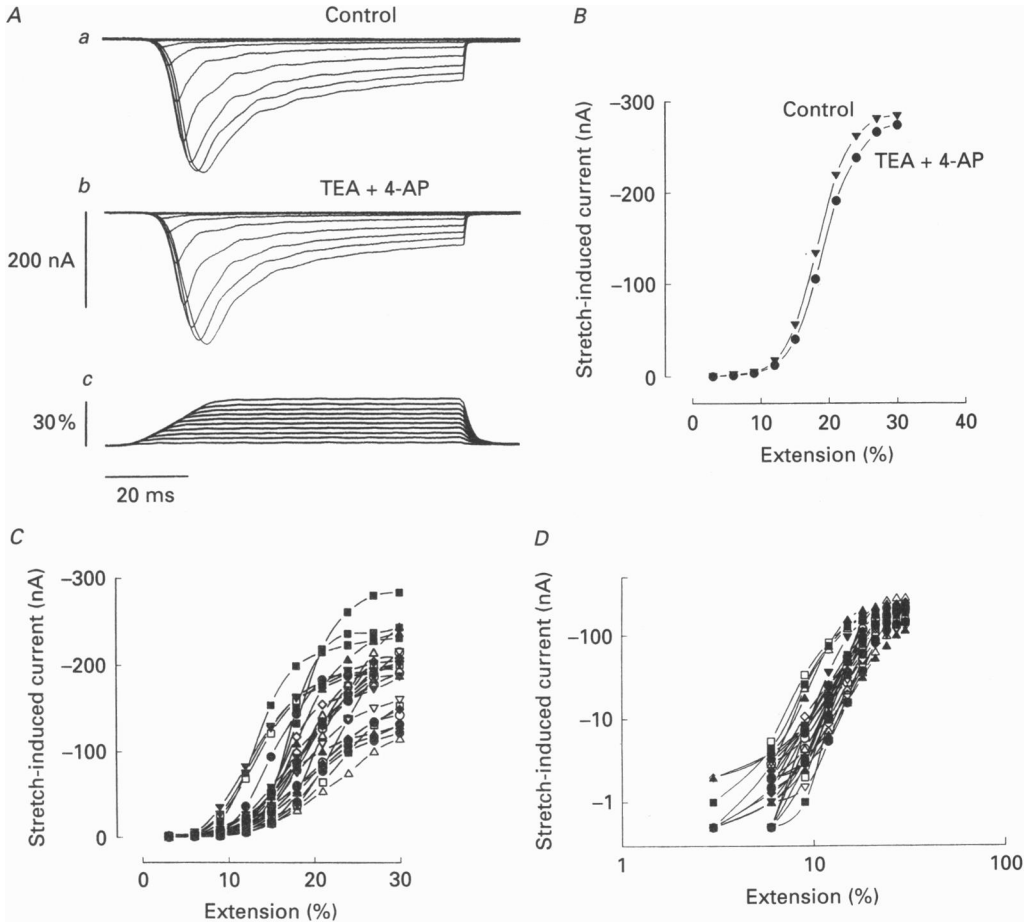 A
Control
a
b
TEA + 4-AP
200 nA
c
30%
20 ms
B
Stretch-induced current (nA)
–300
–200
–100
0
Control
TEA + 4-AP
0 10 20 30 40
Extension (%)
C
Stretch-induced current (nA)
–300
–200
–100
0
0 10 20 30
Extension (%)
D
Stretch-induced current (nA)
–100
–10
–1
1 10 100
Extension (%)